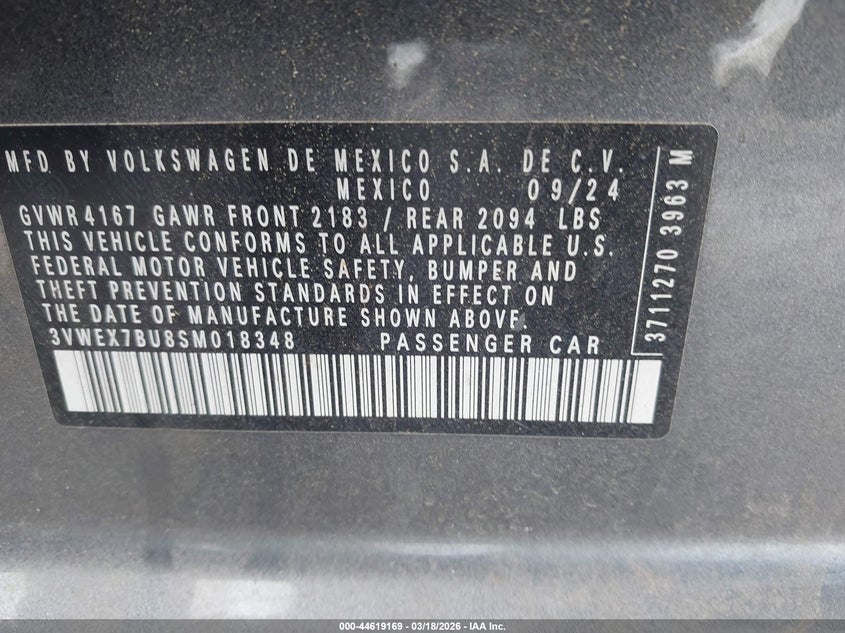 MFD BY VOLKSWAGEN DE MEXICO S.A. DE C.V.
MEXICO 09/24
GVWR 4167 GAWR FRONT 2183 / REAR 2094 LBS
THIS VEHICLE CONFORMS TO ALL APPLICABLE U.S.
FEDERAL MOTOR VEHICLE SAFETY, BUMPER AND
THEFT PREVENTION STANDARDS IN EFFECT ON
THE DATE OF MANUFACTURE SHOWN ABOVE.
3VWEX7BU8SM018348 PASSENGER CAR
3711270 3963 M
000-44619169 | 03/18/2026 | IAA Inc.